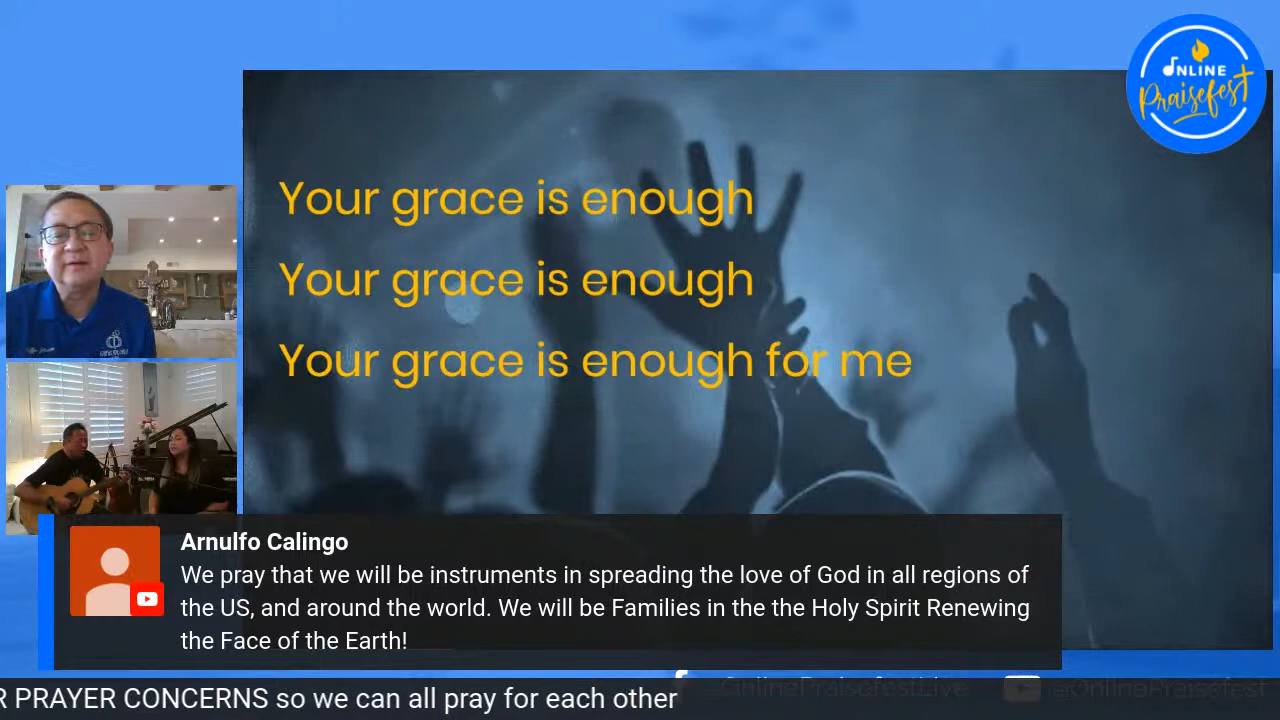 ONLINE
Praisefest
Your grace is enough
Your grace is enough
Your grace is enough for me
Arnulfo Calingo
We pray that we will be instruments in spreading the love of God in all regions of
the US, and around the world. We will be Families in the the Holy Spirit Renewing
the Face of the Earth!
R PRAYER CONCERNS so we can all pray for each other
@OnlinePraisefestLive
@OnlinePraisefest